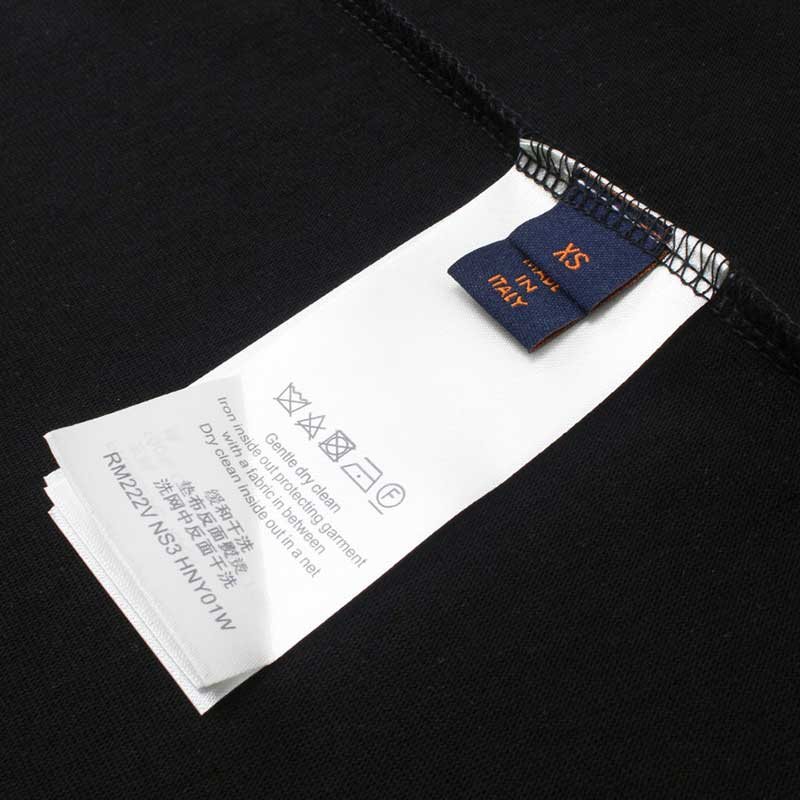 XS
MADE
IN
ITALY
Gentle dry clean
Iron inside out protecting garment
with a fabric in between
Dry clean Inside out in a net
缓和干洗
垫布反面熨烫
洗网中反面干洗
RM222V NS3 HNY01W